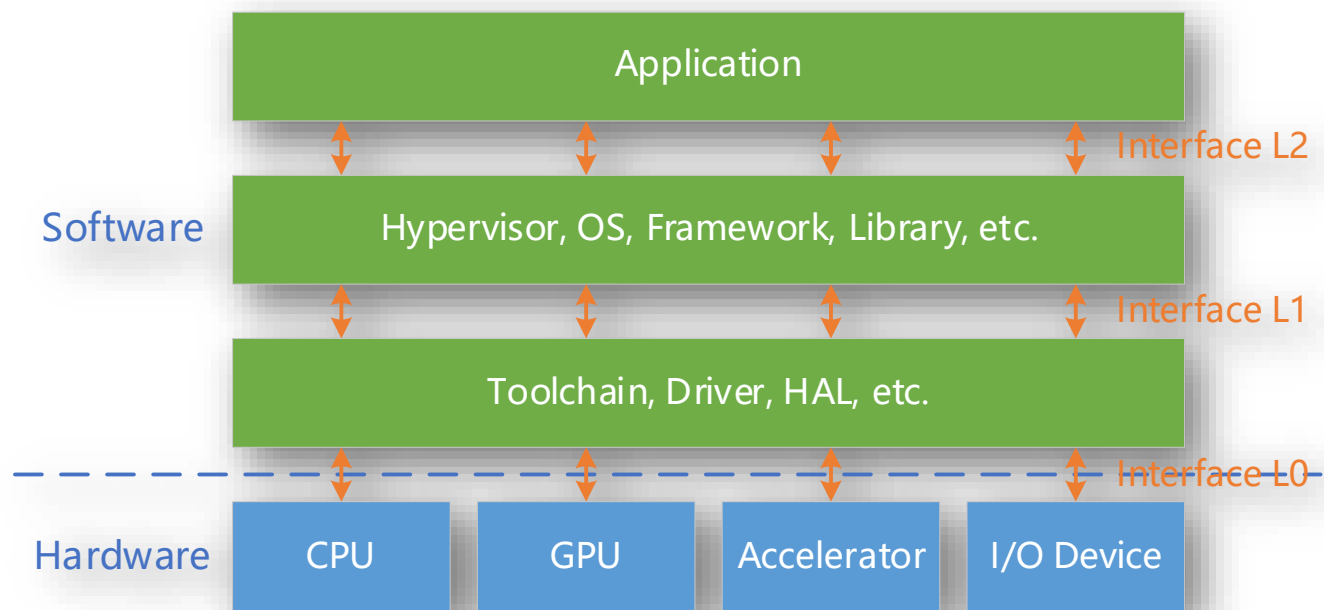 Application
Interface L2
Software
Hypervisor, OS, Framework, Library, etc.
Interface L1
Toolchain, Driver, HAL, etc.
Interface L0
Hardware
CPU
GPU
Accelerator
I/O Device